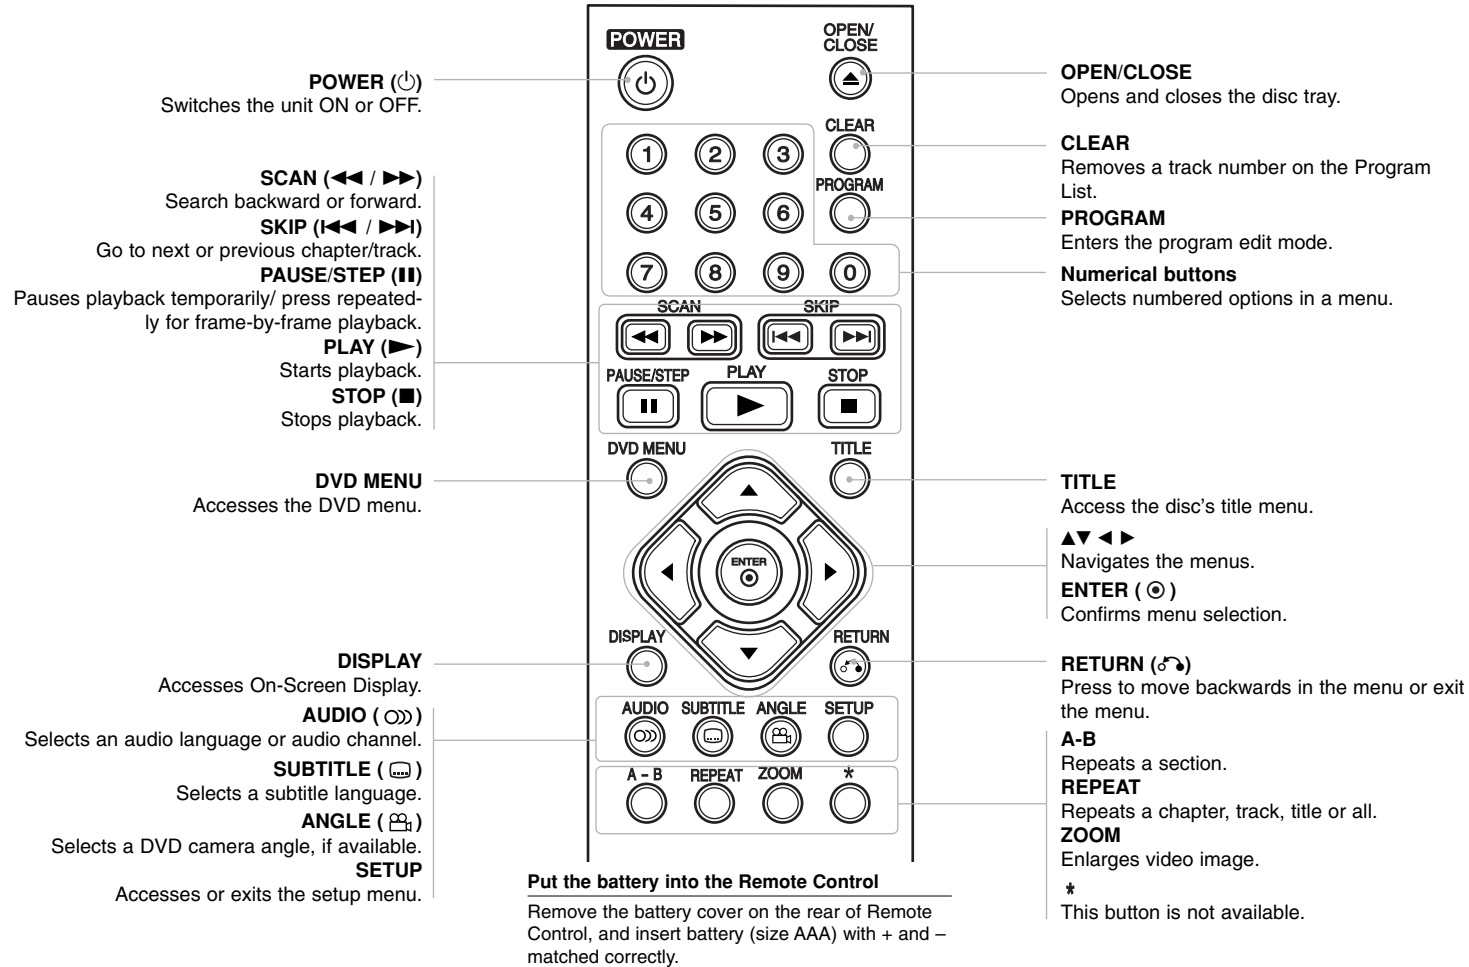 POWER (⏻)
Switches the unit ON or OFF.
SCAN (◀◀ / ▶▶)
Search backward or forward.
SKIP (I◀◀ / ▶▶I)
Go to next or previous chapter/track.
PAUSE/STEP (II)
Pauses playback temporarily/ press repeated-
ly for frame-by-frame playback.
PLAY (▶)
Starts playback.
STOP (■)
Stops playback.
DVD MENU
Accesses the DVD menu.
DISPLAY
Accesses On-Screen Display.
AUDIO ( )
Selects an audio language or audio channel.
SUBTITLE ( )
Selects a subtitle language.
ANGLE ( )
Selects a DVD camera angle, if available.
SETUP
Accesses or exits the setup menu.
POWER
OPEN/
CLOSE
CLEAR
1 2 3
PROGRAM
4 5 6
7 8 9 0
SCAN SKIP
PAUSE/STEP PLAY STOP
DVD MENU TITLE
ENTER
DISPLAY RETURN
AUDIO SUBTITLE ANGLE SETUP
A – B REPEAT ZOOM *
Put the battery into the Remote Control
Remove the battery cover on the rear of Remote
Control, and insert battery (size AAA) with + and –
matched correctly.
OPEN/CLOSE
Opens and closes the disc tray.
CLEAR
Removes a track number on the Program
List.
PROGRAM
Enters the program edit mode.
Numerical buttons
Selects numbered options in a menu.
TITLE
Access the disc's title menu.
▲▼ ◀ ▶
Navigates the menus.
ENTER ( ◉ )
Confirms menu selection.
RETURN ( )
Press to move backwards in the menu or exit
the menu.
A-B
Repeats a section.
REPEAT
Repeats a chapter, track, title or all.
ZOOM
Enlarges video image.
*
This button is not available.